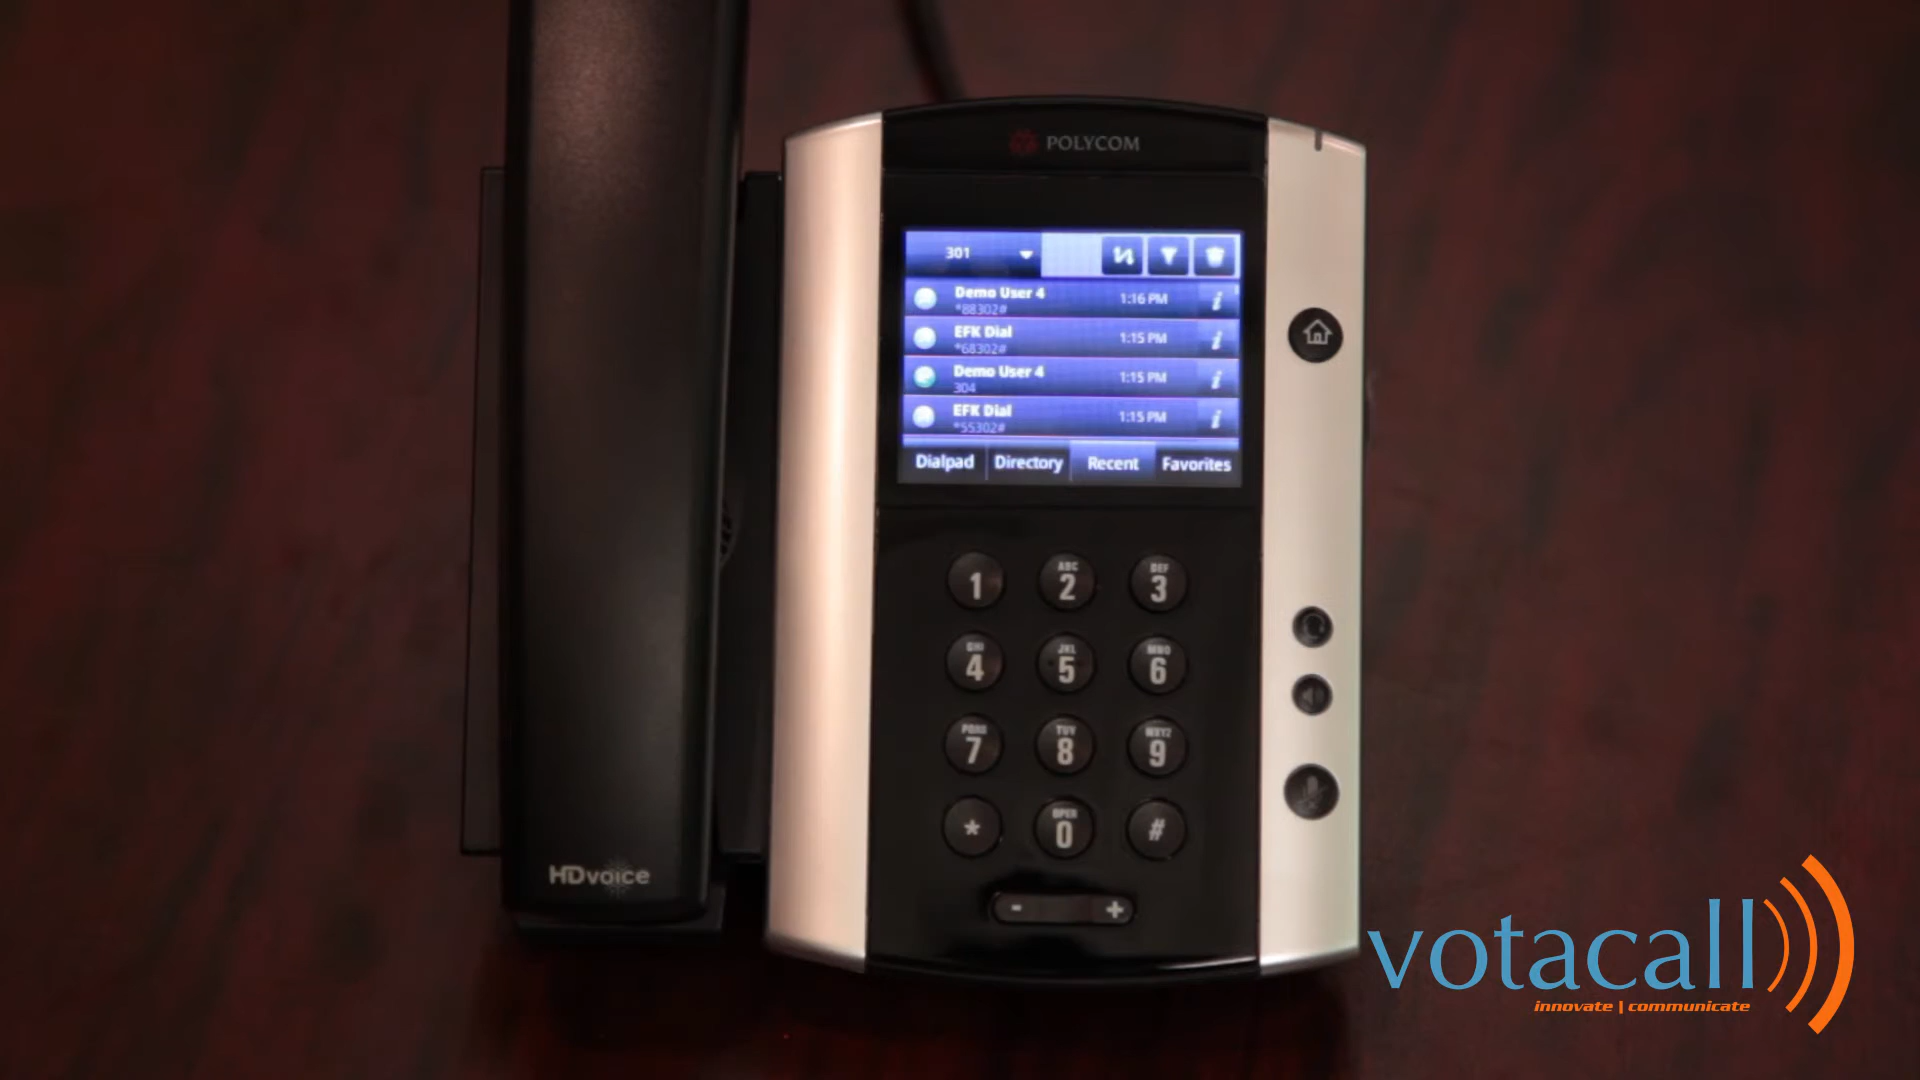 POLYCOM
301
Demo User 4 1:16 PM i
*88302#
EFK Dial 1:15 PM i
*68302#
Demo User 4 1:15 PM i
304
EFK Dial 1:15 PM i
*55302#
Dialpad Directory Recent Favorites
1 ABC 2 DEF 3
GHI 4 JKL 5 MNO 6
PQRS 7 TUV 8 WXYZ 9
* OPER 0 #
- +
HDvoice
votacall
innovate | communicate